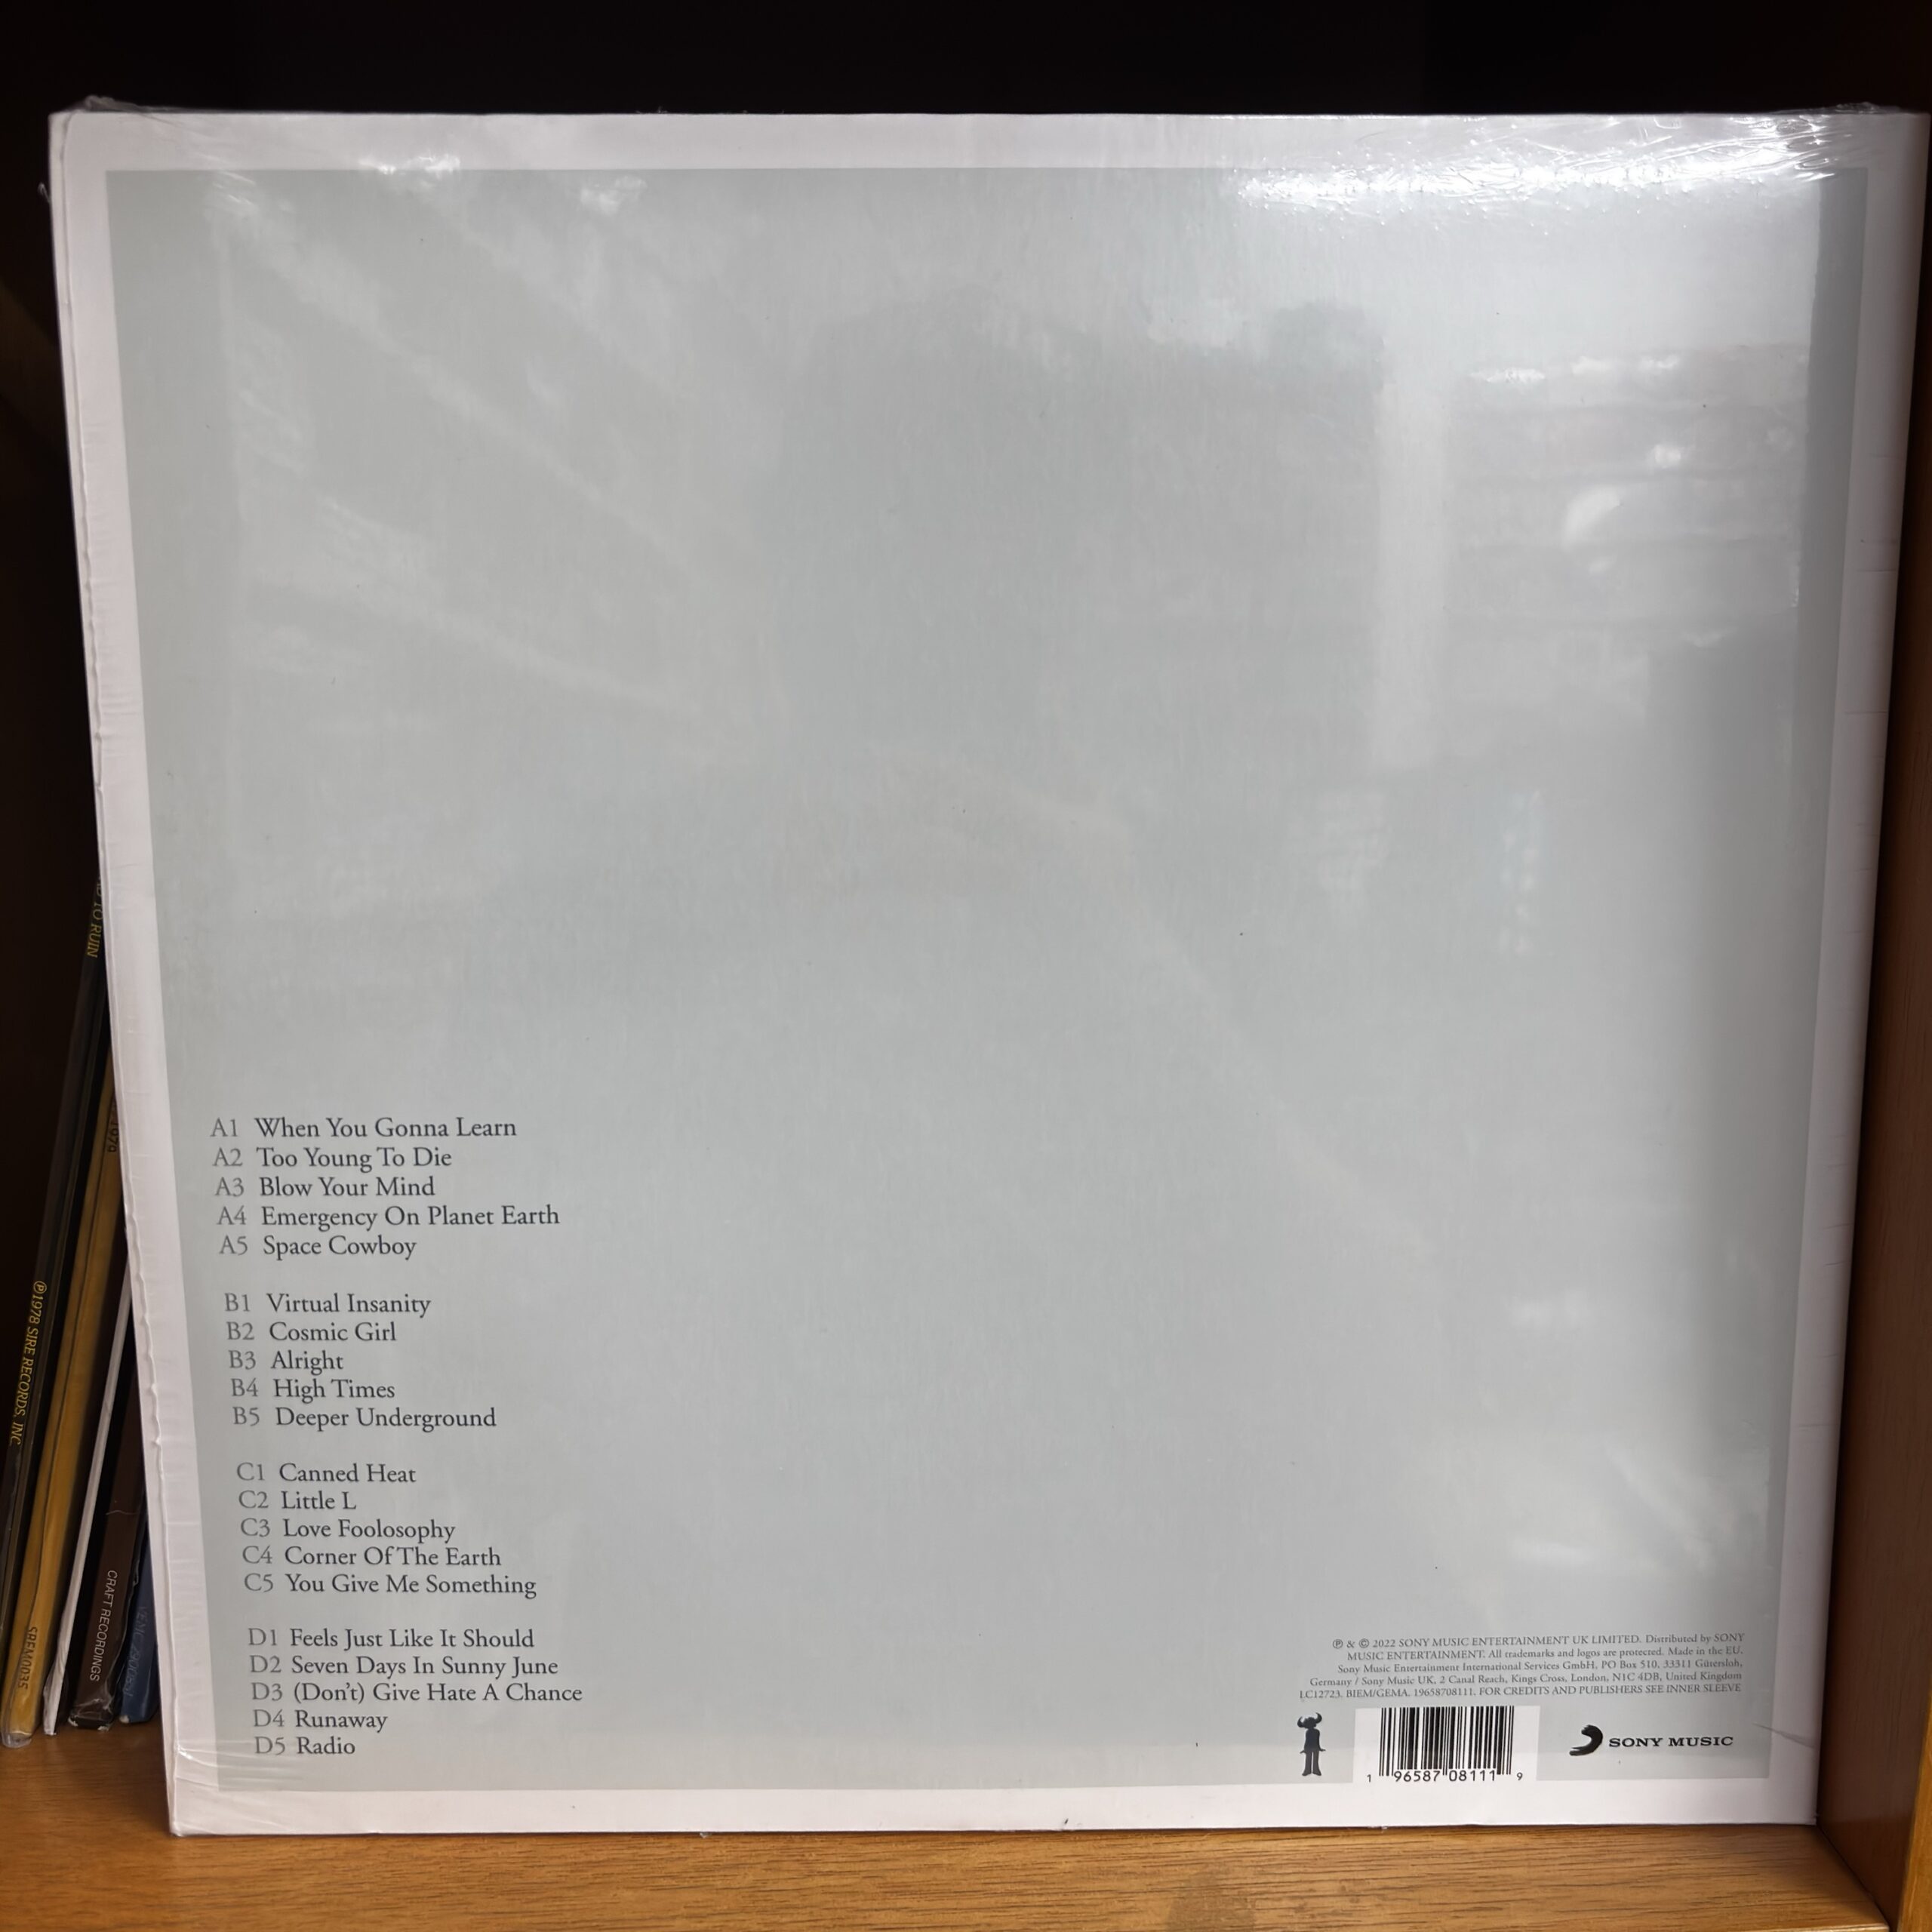 A1 When You Gonna Learn
A2 Too Young To Die
A3 Blow Your Mind
A4 Emergency On Planet Earth
A5 Space Cowboy
B1 Virtual Insanity
B2 Cosmic Girl
B3 Alright
B4 High Times
B5 Deeper Underground
C1 Canned Heat
C2 Little L
C3 Love Foolosophy
C4 Corner Of The Earth
C5 You Give Me Something
D1 Feels Just Like It Should
D2 Seven Days In Sunny June
D3 (Don't) Give Hate A Chance
D4 Runaway
D5 Radio
℗ & © 2022 SONY MUSIC ENTERTAINMENT UK LIMITED. Distributed by SONY
MUSIC ENTERTAINMENT. All trademarks and logos are protected. Made in the EU.
Sony Music Entertainment International Services GmbH, PO Box 510, 33311 Gütersloh,
Germany / Sony Music UK, 2 Canal Reach, Kings Cross, London, N1C 4DB, United Kingdom
LC12723. BIEM/GEMA. 19658708111. FOR CREDITS AND PUBLISHERS SEE INNER SLEEVE
1 96587 08111 9
SONY MUSIC
TO RUIN
℗1978 SIRE RECORDS, INC
SRFM0035
CRAFT RECORDINGS